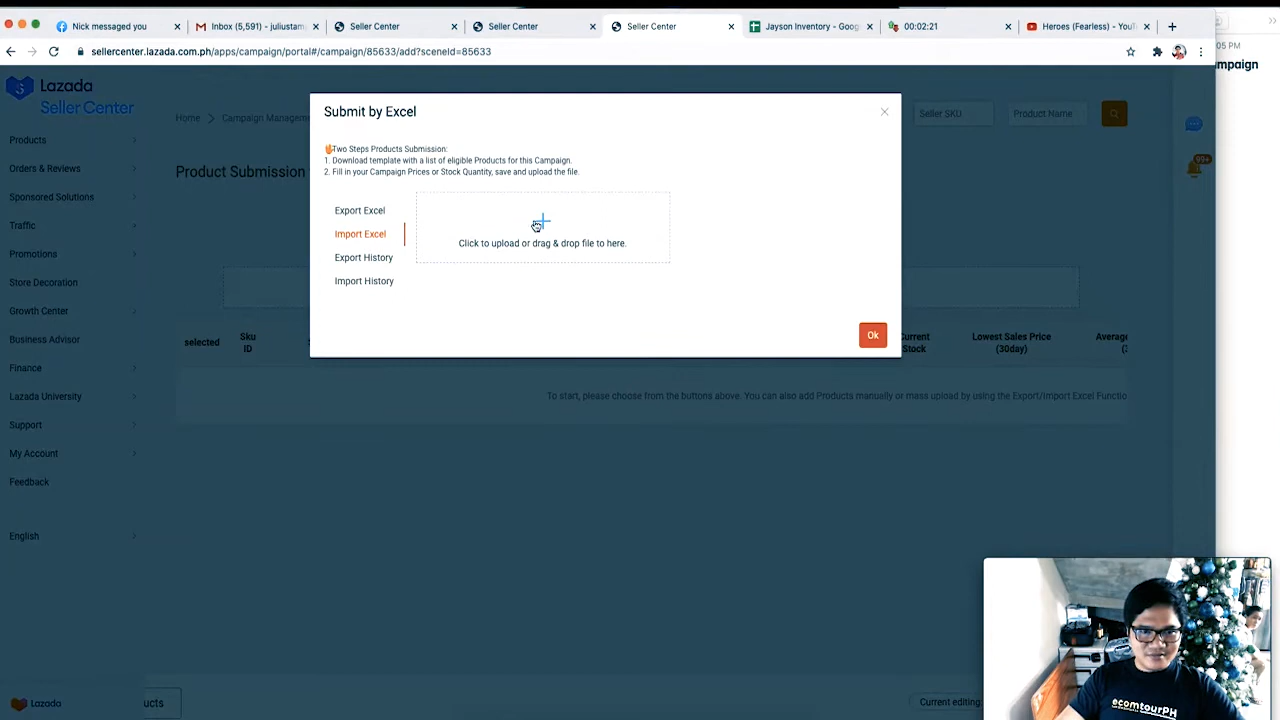 Nick messaged you
Inbox (5,591) - juliustam
Seller Center
Seller Center
Seller Center
Jayson Inventory - Goog
00:02:21
Heroes (Fearless) - YouT
sellercenter.lazada.com.ph/apps/campaign/portal#/campaign/85633/add?sceneId=85633
05 PM
mpaign
Lazada
Seller Center
Products
Orders & Reviews
Sponsored Solutions
Traffic
Promotions
Store Decoration
Growth Center
Business Advisor
Finance
Lazada University
Support
My Account
Feedback
English
Lazada
Home
Campaign Managem
Seller SKU
Product Name
Product Submission
99+
Submit by Excel
Two Steps Products Submission:
1. Download template with a list of eligible Products for this Campaign.
2. Fill in your Campaign Prices or Stock Quantity, save and upload the file.
Export Excel
Import Excel
Export History
Import History
Click to upload or drag & drop file to here.
Ok
selected
Sku
ID
Current
Stock
Lowest Sales Price
(30day)
Average
To start, please choose from the buttons above. You can also add Products manually or mass upload by using the Export/Import Excel Functio
ucts
Current editing:
ecomtourPH